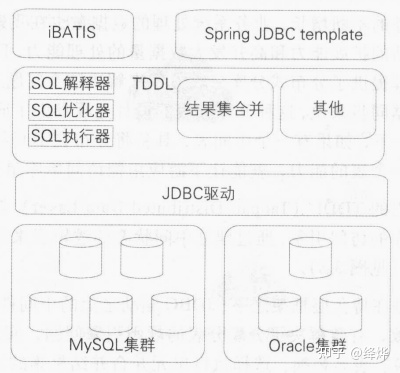 iBATIS
Spring JDBC template
SQL解释器
TDDL
SQL优化器
SQL执行器
结果集合并
其他
JDBC驱动
MySQL集群
Oracle集群
知乎 @绛烨